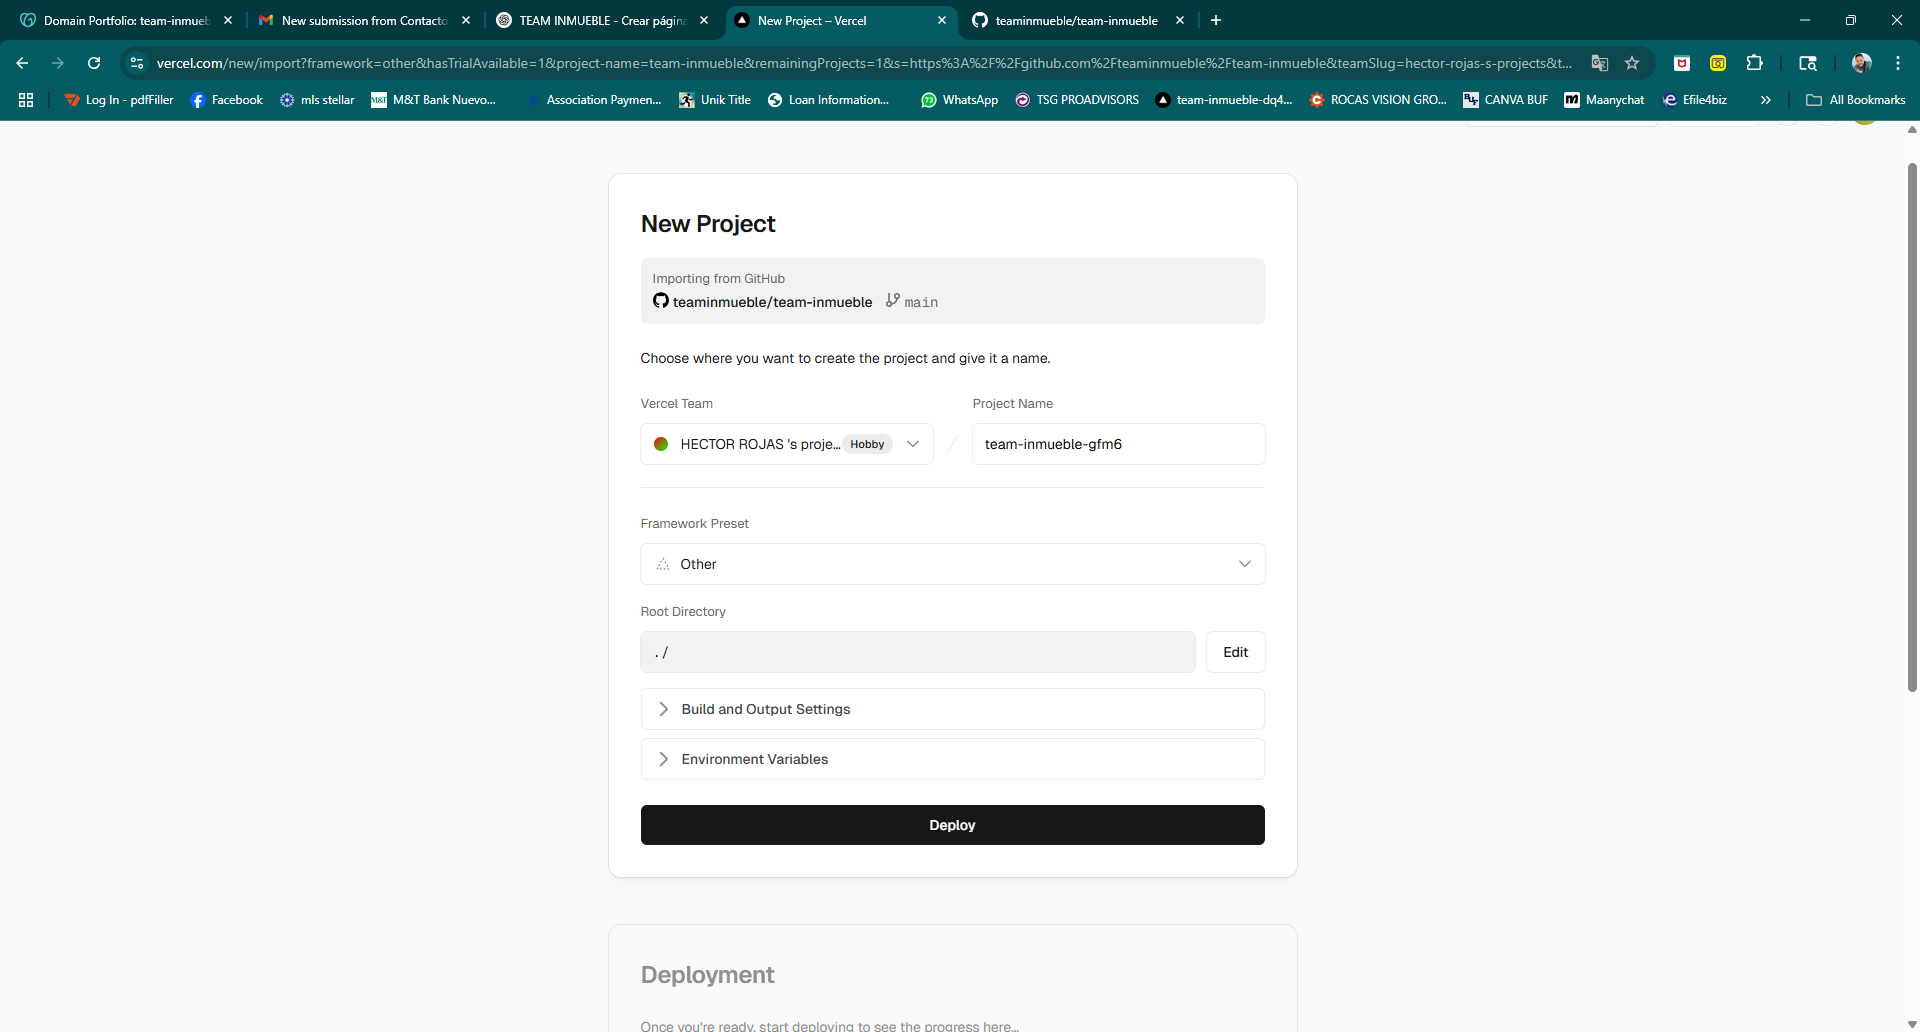 Domain Portfolio: team-inmueb
New submission from Contacto
TEAM INMUEBLE - Crear págin
New Project – Vercel
teaminmueble/team-inmueble
vercel.com/new/import?framework=other&hasTrialAvailable=1&project-name=team-inmueble&remainingProjects=1&s=https%3A%2F%2Fgithub.com%2Fteaminmueble%2Fteam-inmueble&teamSlug=hector-rojas-s-projects&t...
Log In - pdfFiller
Facebook
mls stellar
M&T Bank Nuevo...
Association Paymen...
Unik Title
Loan Information...
WhatsApp
TSG PROADVISORS
team-inmueble-dq4...
ROCAS VISION GRO...
CANVA BUF
Maanychat
Efile4biz
»
All Bookmarks
New Project
Importing from GitHub
teaminmueble/team-inmueble main
Choose where you want to create the project and give it a name.
Vercel Team
Project Name
HECTOR ROJAS 's proje... Hobby
team-inmueble-gfm6
Framework Preset
Other
Root Directory
./
Edit
Build and Output Settings
Environment Variables
Deploy
Deployment
Once you're ready, start deploying to see the progress here...